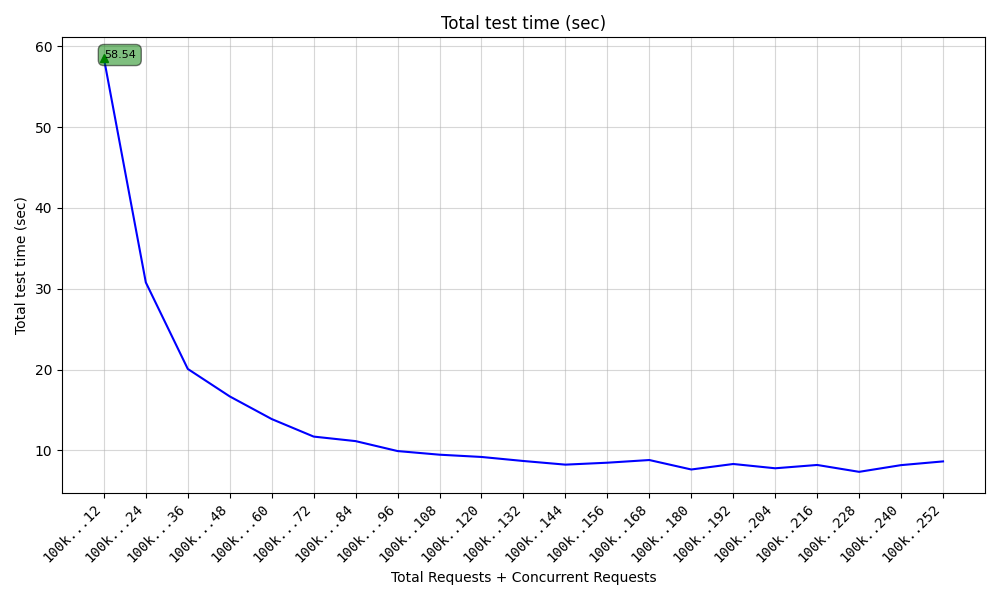 Total test time (sec)
58.54
60
50
40
30
20
10
Total test time (sec)
100k...12
100k...24
100k...36
100k...48
100k...60
100k...72
100k...84
100k...96
100k..108
100k..120
100k..132
100k..144
100k..156
100k..168
100k..180
100k..192
100k..204
100k..216
100k..228
100k..240
100k..252
Total Requests + Concurrent Requests